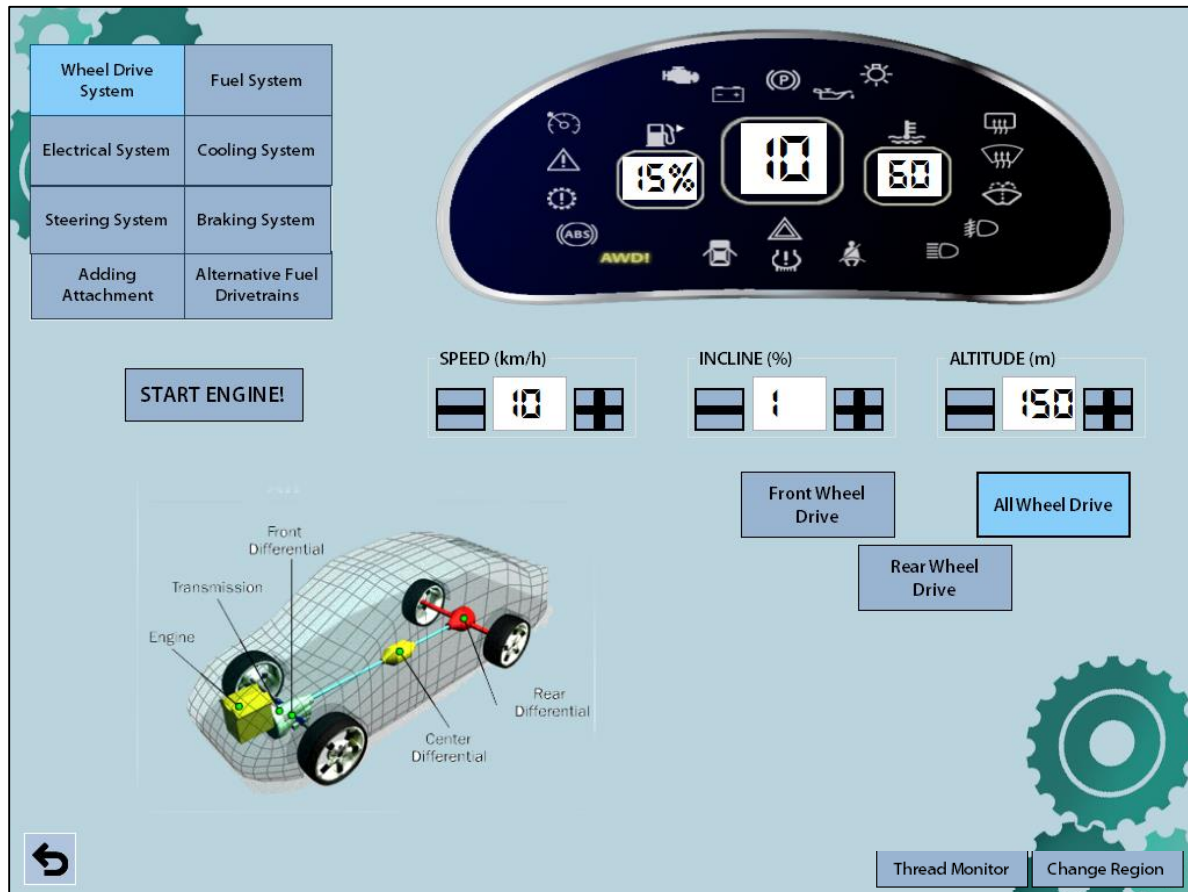 Wheel Drive
System
Fuel System
Electrical System
Cooling System
Steering System
Braking System
Adding
Attachment
Alternative Fuel
Drivetrains
15%
10
60
(P)
(ABS)
AWD!
START ENGINE!
SPEED (km/h)
10
INCLINE (%)
1
ALTITUDE (m)
150
Front Wheel
Drive
All Wheel Drive
Rear Wheel
Drive
Front
Differential
Transmission
Engine
Rear
Differential
Center
Differential
Thread Monitor
Change Region